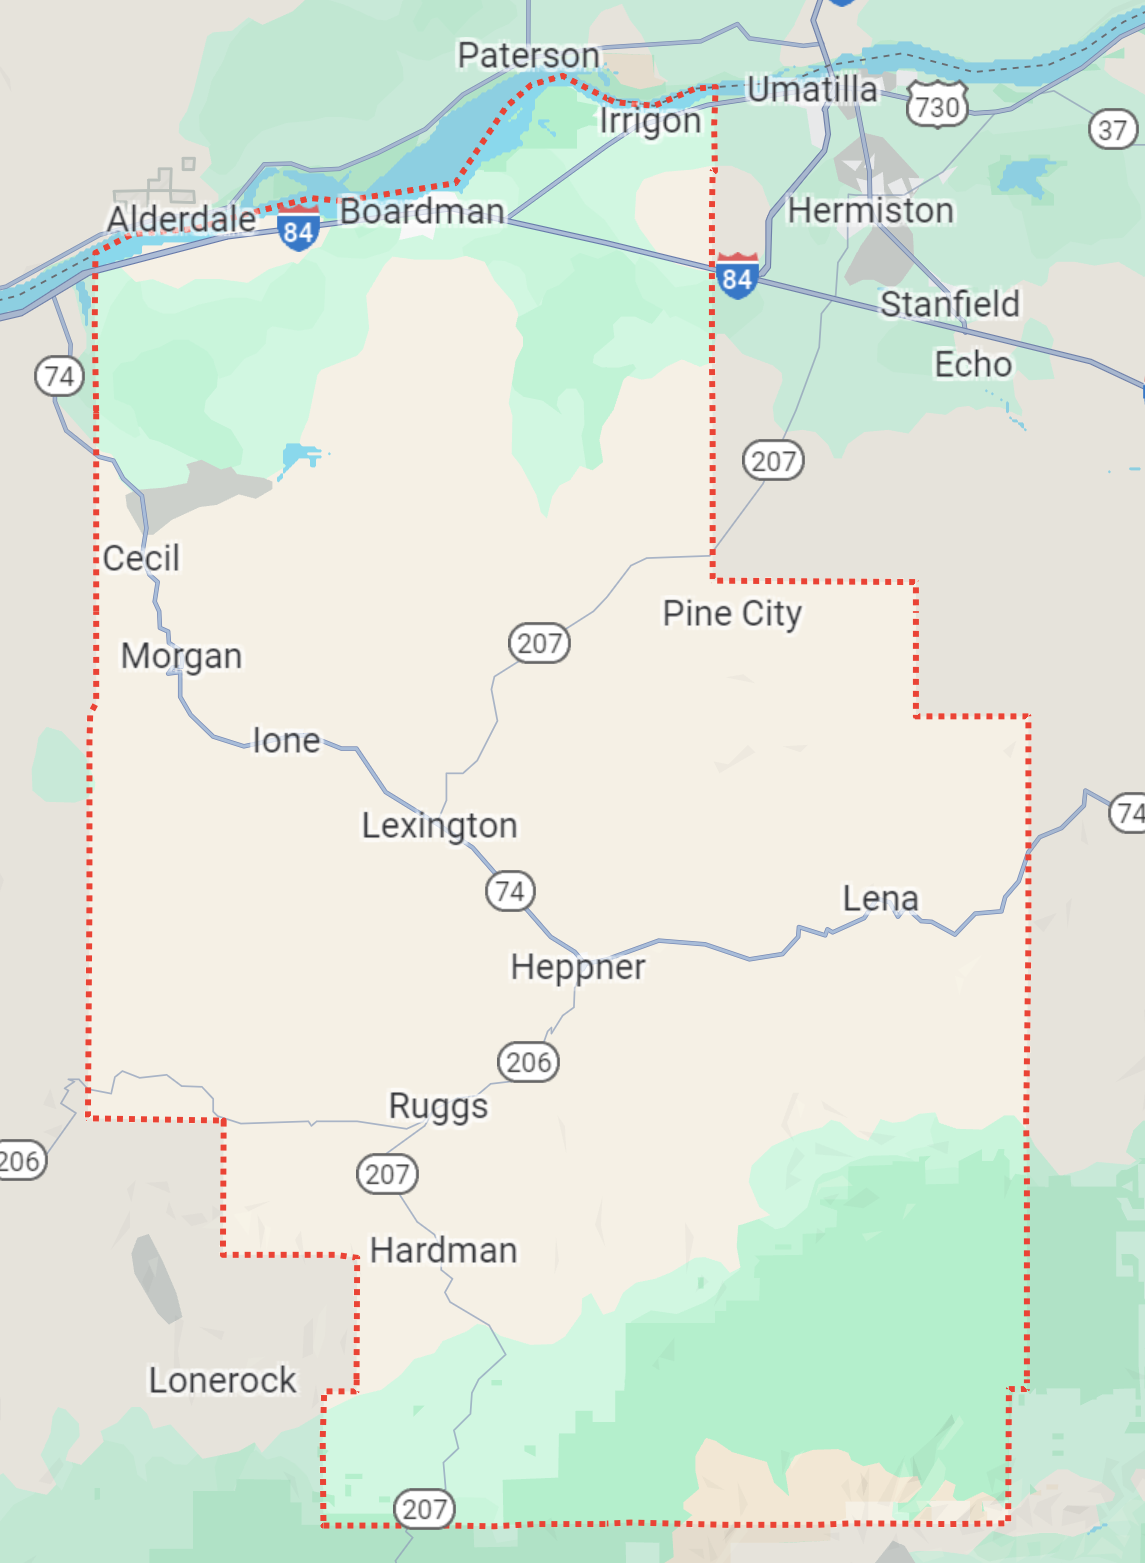 Paterson
Umatilla
730
Irrigon
37
Alderdale
84
Boardman
Hermiston
84
Stanfield
Echo
74
207
Cecil
Pine City
207
Morgan
Ione
Lexington
74
74
Lena
Heppner
206
Ruggs
206
207
Hardman
Lonerock
207